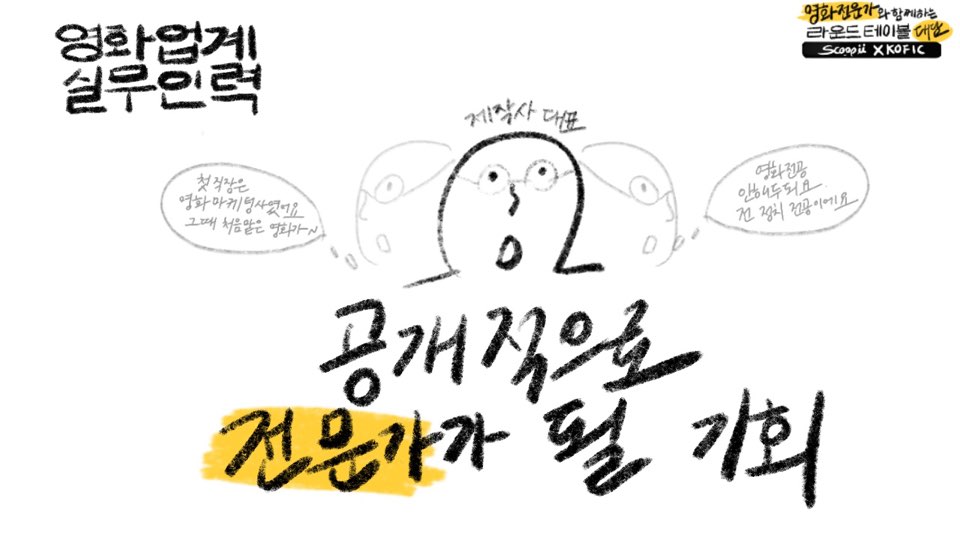 영화업계
실무인력
영화전문가와 함께하는
라운드 테이블 대담
Scoopii X KOFIC
제작사 대표
첫 직장은
영화 마케팅사였어요
그때 처음 맡은 영화가~
영화전공
안해두되요
전 정치 전공이에요
공개적으로
전문가가 될 기회